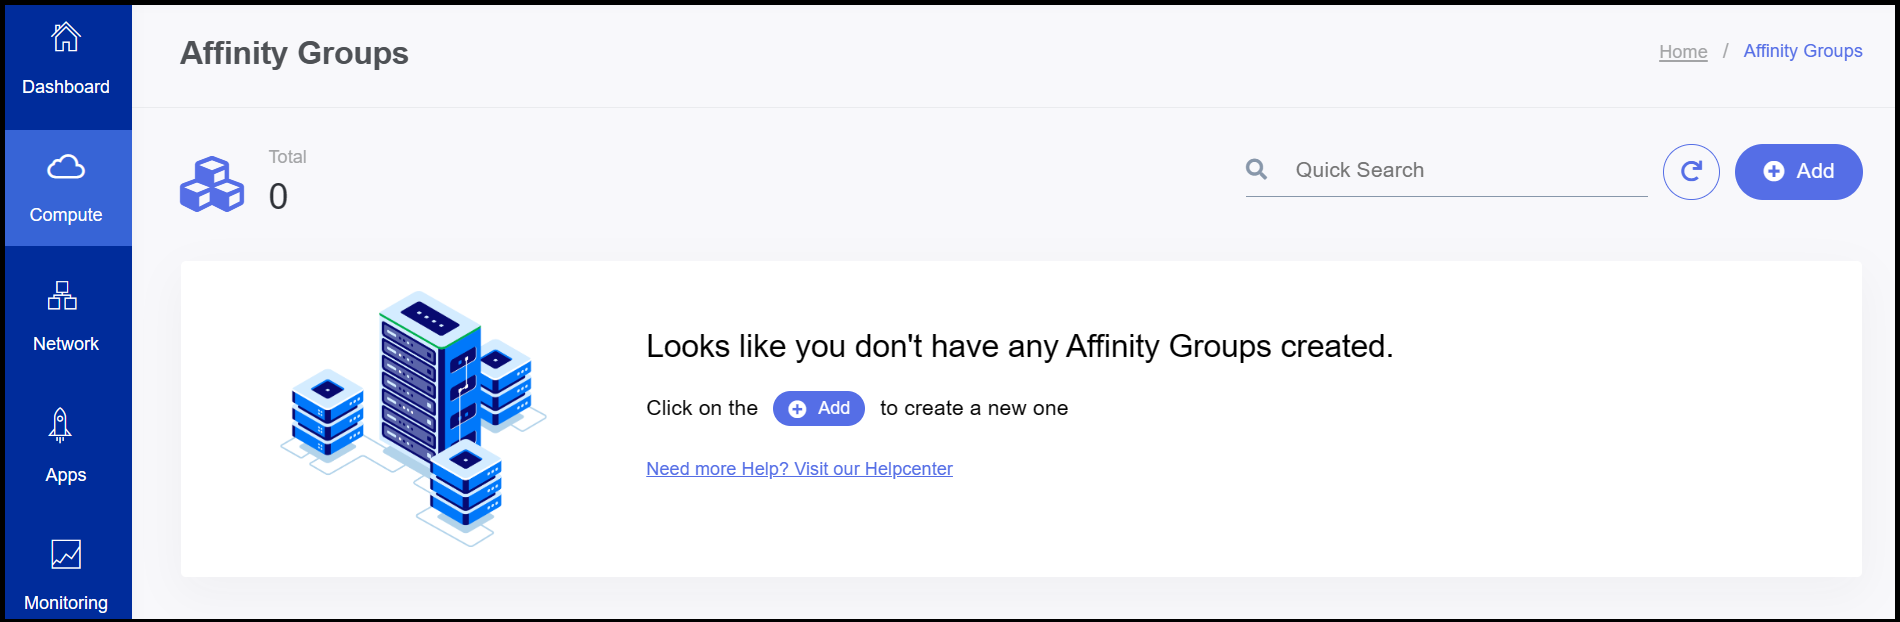 Dashboard
Compute
Network
Apps
Monitoring
Affinity Groups
Home / Affinity Groups
Total
0
Quick Search
Add
Looks like you don't have any Affinity Groups created.
Click on the Add to create a new one
Need more Help? Visit our Helpcenter